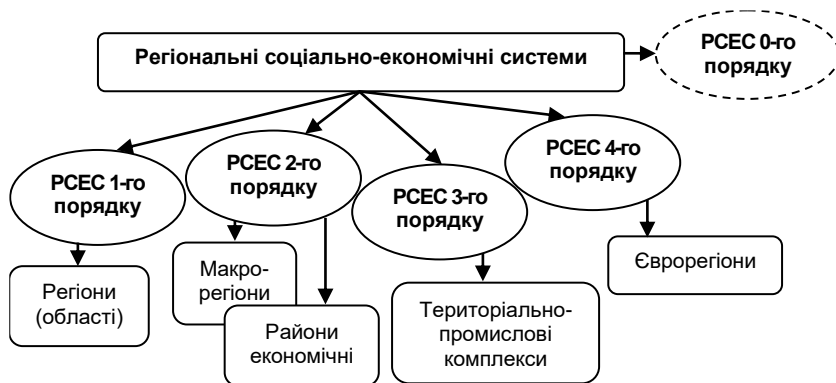 Регіональні соціально-економічні системи
РСЕС 0-го
порядку
РСЕС 1-го
порядку
РСЕС 2-го
порядку
РСЕС 3-го
порядку
РСЕС 4-го
порядку
Регіони
(області)
Макро-
регіони
Райони
економічні
Територіально-
промислові
комплекси
Єврорегіони